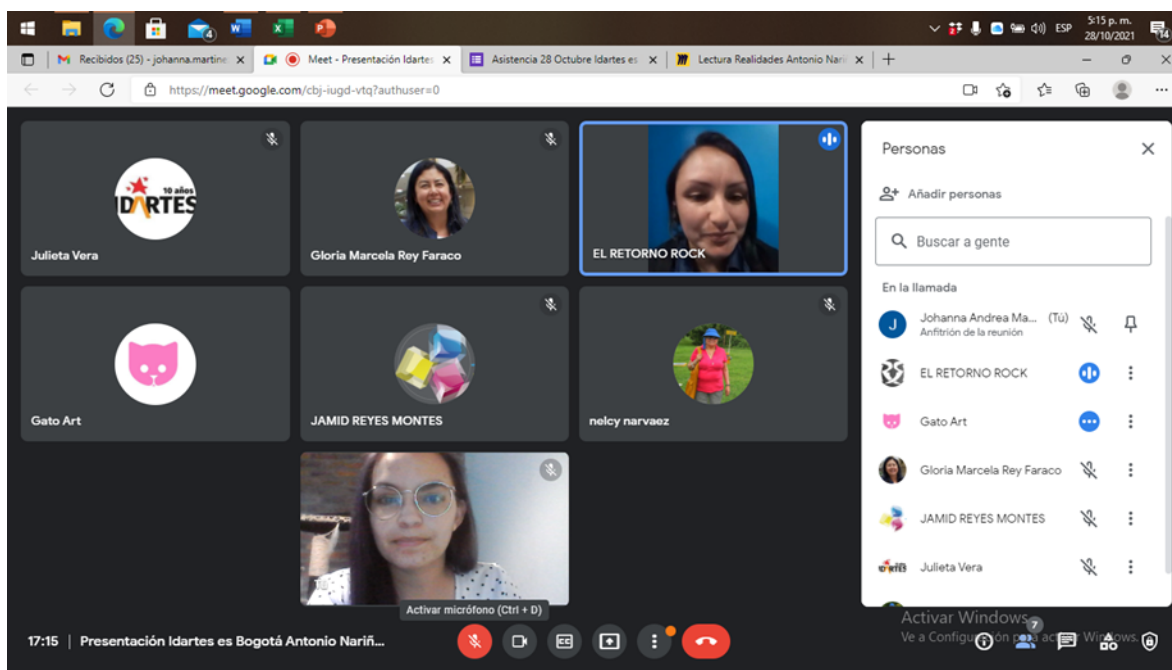 ESP
5:15 p. m.
28/10/2021
14
Recibidos (25) - johanna.martine
Meet - Presentación Idartes
Asistencia 28 Octubre Idartes es
Lectura Realidades Antonio Nari
https://meet.google.com/cbj-iugd-vtq?authuser=0
10 años
IDARTES
Julieta Vera
Gloria Marcela Rey Faraco
EL RETORNO ROCK
Gato Art
JAMID REYES MONTES
nelcy narvaez
Activar micrófono (Ctrl + D)
17:15 | Presentación Idartes es Bogotá Antonio Nariñ...
CC
Personas
Añadir personas
Buscar a gente
En la llamada
J
Johanna Andrea Ma... (Tú)
Anfitrión de la reunión
EL RETORNO ROCK
Gato Art
Gloria Marcela Rey Faraco
JAMID REYES MONTES
IDARTES
Julieta Vera
Activar Windows
7
Ve a Configuración para activar Windows.